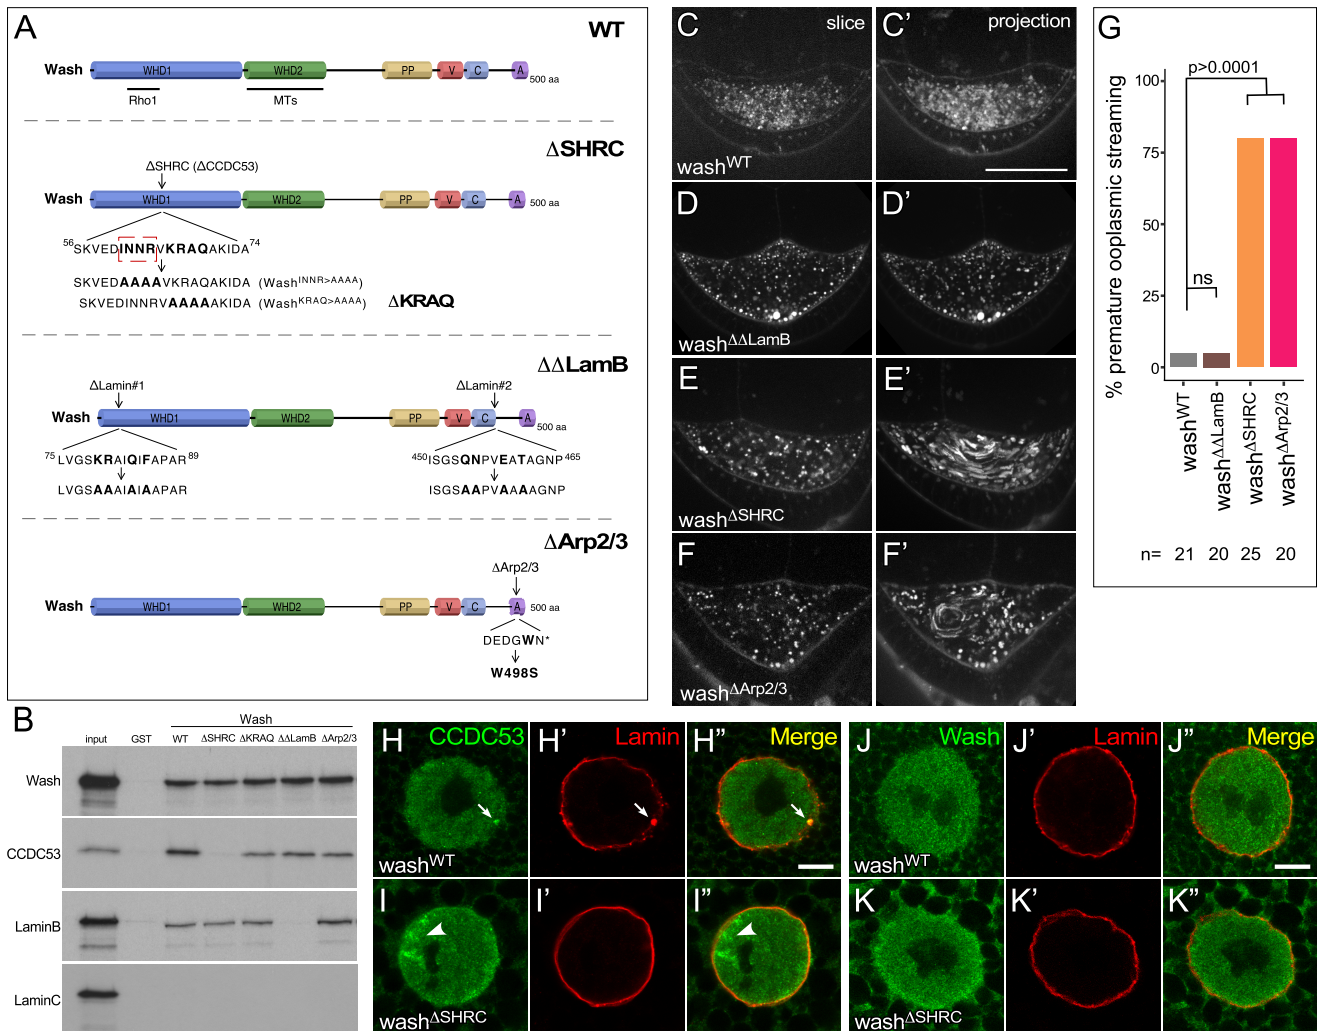 A
WT
Wash
WHD1
WHD2
PP
V
C
A
500 aa
Rho1
MTs
ΔSHRC
ΔSHRC (ΔCCDC53)
Wash
WHD1
WHD2
PP
V
C
A
500 aa
56SKVEDINNRVKRAQAKIDA74
SKVEDAAAAVKRAQAKIDA (WashINNR>AAAA)
SKVEDINNRVAAAAAKIDA (WashKRAQ>AAAA)
ΔKRAQ
ΔΔLamB
ΔLamin#1
ΔLamin#2
Wash
WHD1
WHD2
PP
V
C
A
500 aa
75LVGSKRAIQIFAPAR89
450ISGSQNPVEATAGNP465
LVGSAAAIAIAAPAR
ISGSAAPVAAAAGNP
ΔArp2/3
ΔArp2/3
Wash
WHD1
WHD2
PP
V
C
A
500 aa
DEDGWN*
W498S
B
Wash
input
GST
WT
ΔSHRC
ΔKRAQ
ΔΔLamB
ΔArp2/3
Wash
CCDC53
LaminB
LaminC
C
slice
washWT
C’
projection
D
washΔΔLamB
D’
E
washΔSHRC
E’
F
washΔArp2/3
F’
G
% premature ooplasmic streaming
100
75
50
25
0
p>0.0001
ns
washWT
washΔΔLamB
washΔSHRC
washΔArp2/3
n= 21 20 25 20
H
CCDC53
washWT
H’
Lamin
H”
Merge
J
Wash
washWT
J’
Lamin
J”
Merge
I
washΔSHRC
I’
I”
K
washΔSHRC
K’
K”